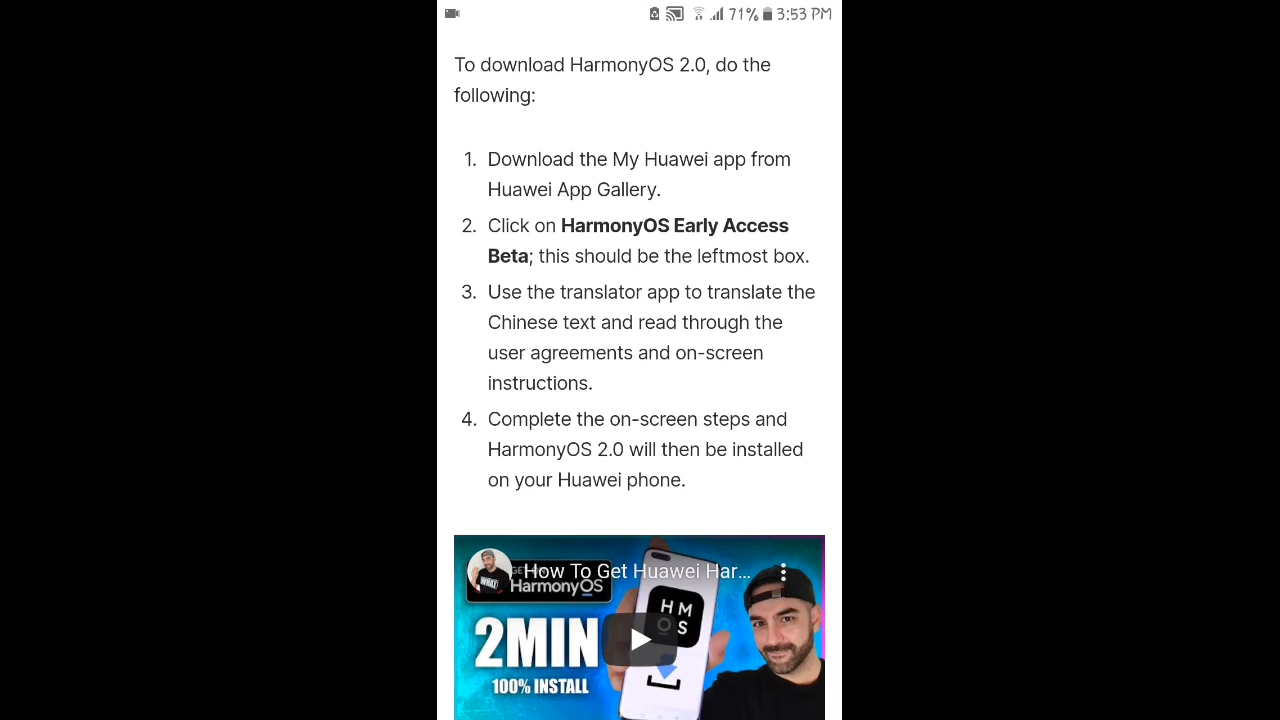 71% 3:53 PM
To download HarmonyOS 2.0, do the
following:
1. Download the My Huawei app from
Huawei App Gallery.
2. Click on HarmonyOS Early Access
Beta; this should be the leftmost box.
3. Use the translator app to translate the
Chinese text and read through the
user agreements and on-screen
instructions.
4. Complete the on-screen steps and
HarmonyOS 2.0 will then be installed
on your Huawei phone.
How To Get Huawei Har...
HarmonyOS
HM
OS
2MIN
100% INSTALL